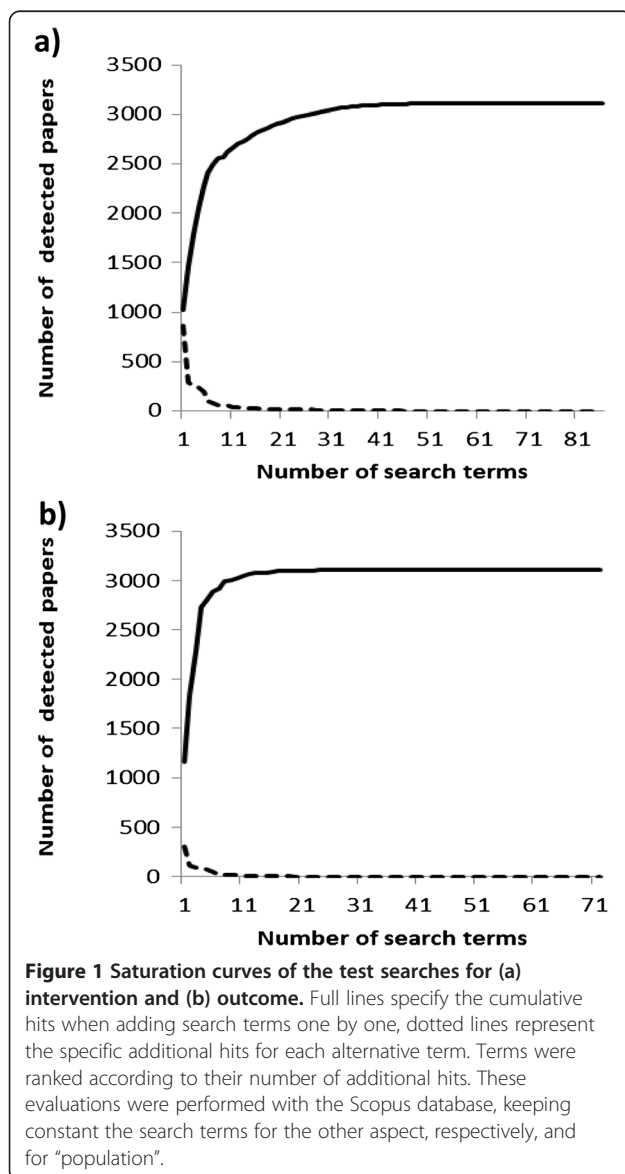 a)
3500
3000
2500
2000
1500
1000
500
0
Number of detected papers
1 11 21 31 41 51 61 71 81
Number of search terms
b)
3500
3000
2500
2000
1500
1000
500
0
Number of detected papers
1 11 21 31 41 51 61 71
Number of search terms
Figure 1 Saturation curves of the test searches for (a)
intervention and (b) outcome. Full lines specify the cumulative
hits when adding search terms one by one, dotted lines represent
the specific additional hits for each alternative term. Terms were
ranked according to their number of additional hits. These
evaluations were performed with the Scopus database, keeping
constant the search terms for the other aspect, respectively, and
for “population”.